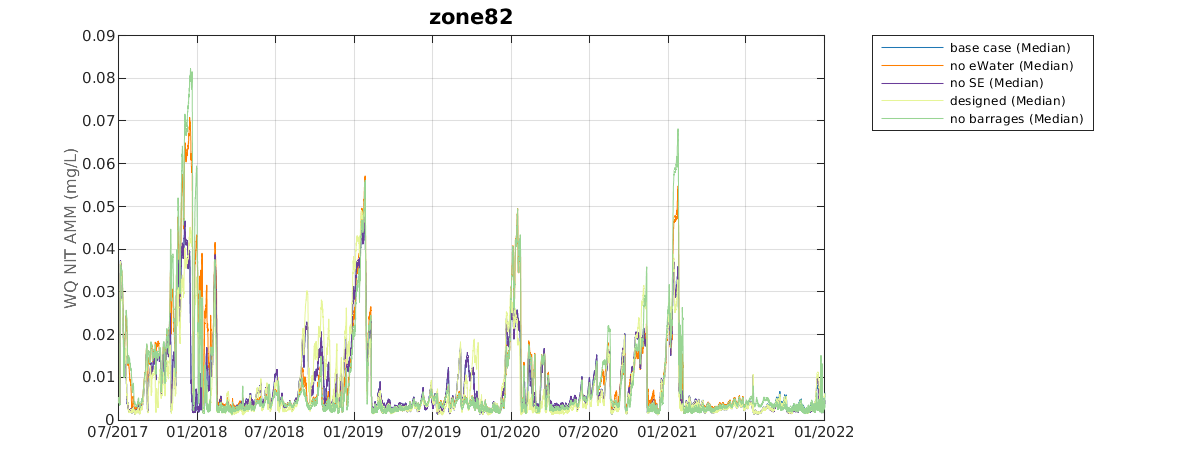 zone82
WQ NIT AMM (mg/L)
0.09
0.08
0.07
0.06
0.05
0.04
0.03
0.02
0.01
0
07/2017 01/2018 07/2018 01/2019 07/2019 01/2020 07/2020 01/2021 07/2021 01/2022
base case (Median)
no eWater (Median)
no SE (Median)
designed (Median)
no barrages (Median)